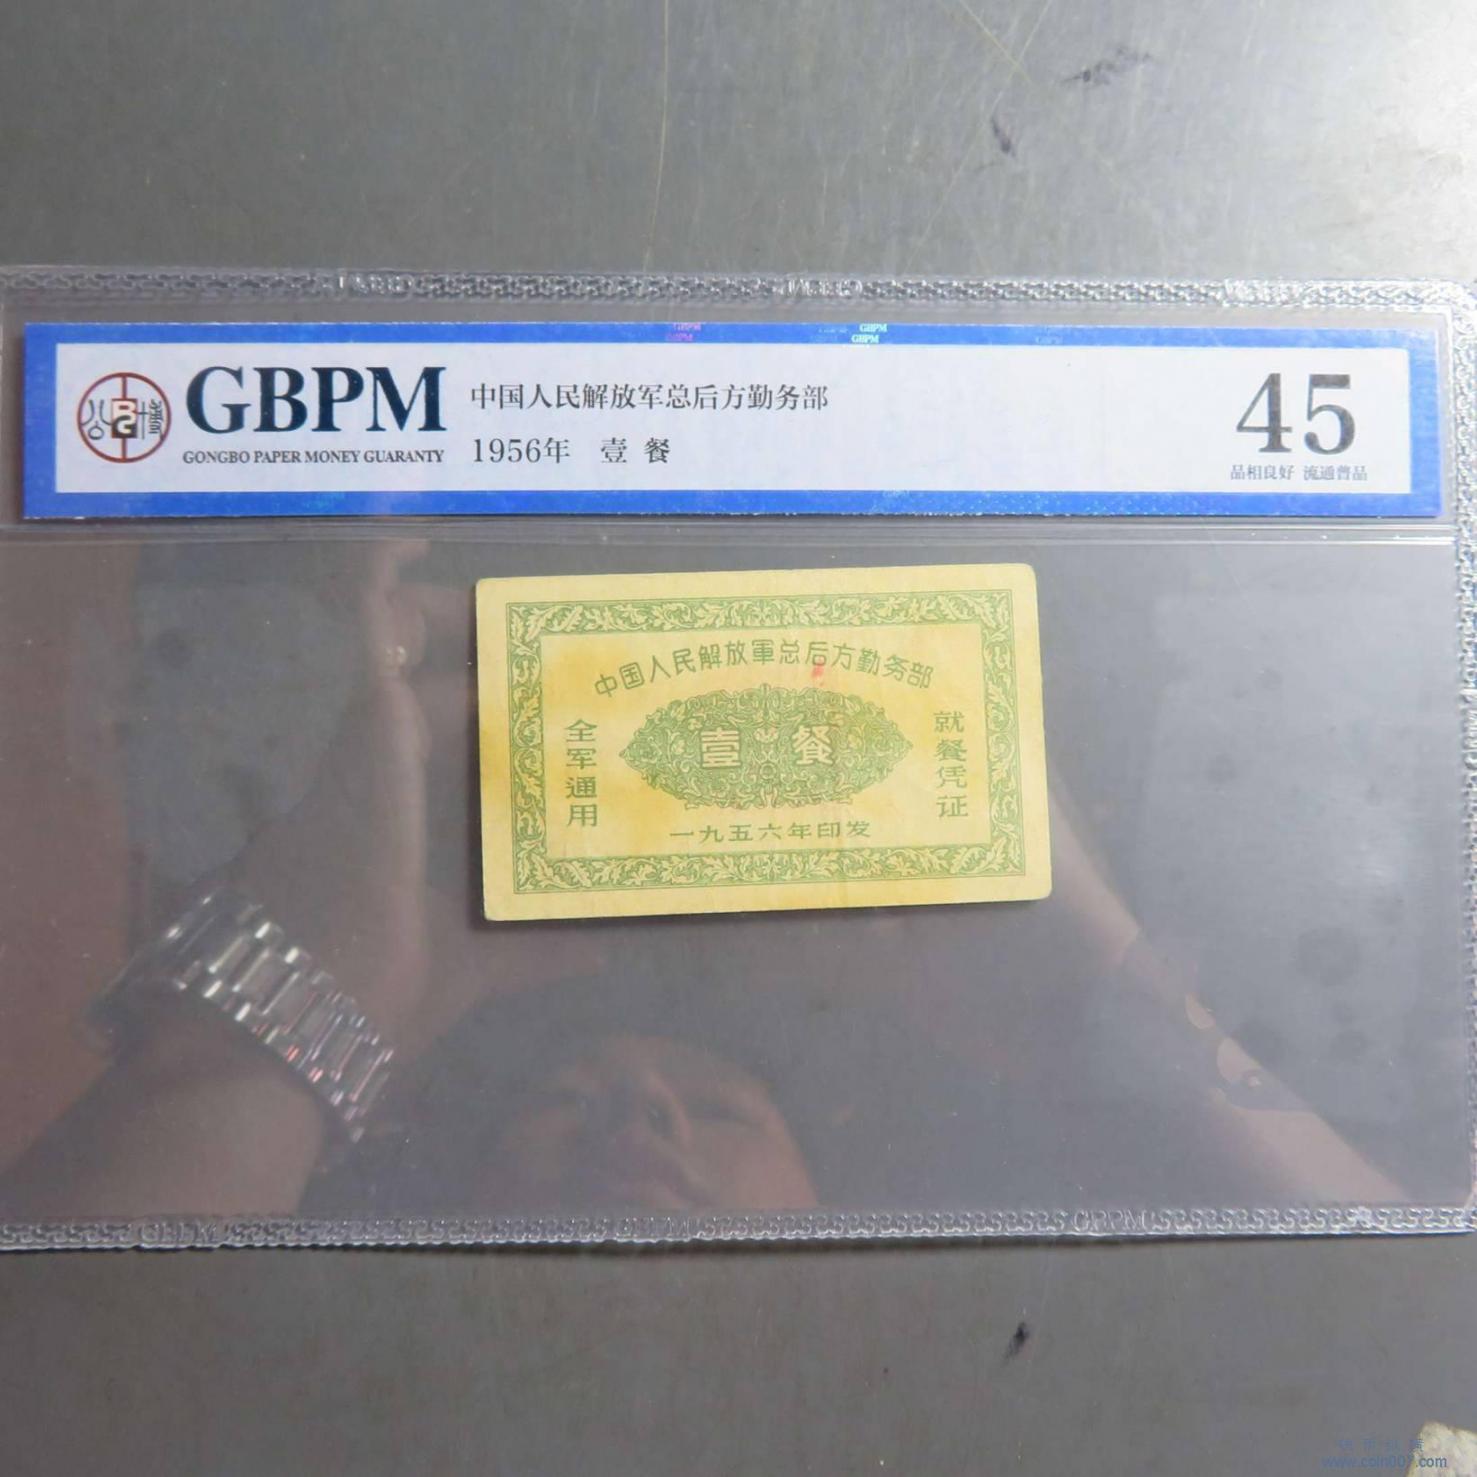 GBPM
GONGBO PAPER MONEY GUARANTY
中国人民解放军总后方勤务部
1956年 壹 餐
45
品相良好 流通普品
中国人民解放軍总后方勤务部
全军通用
壹 餐
就餐凭证
一九五六年印发
www.coin007.com